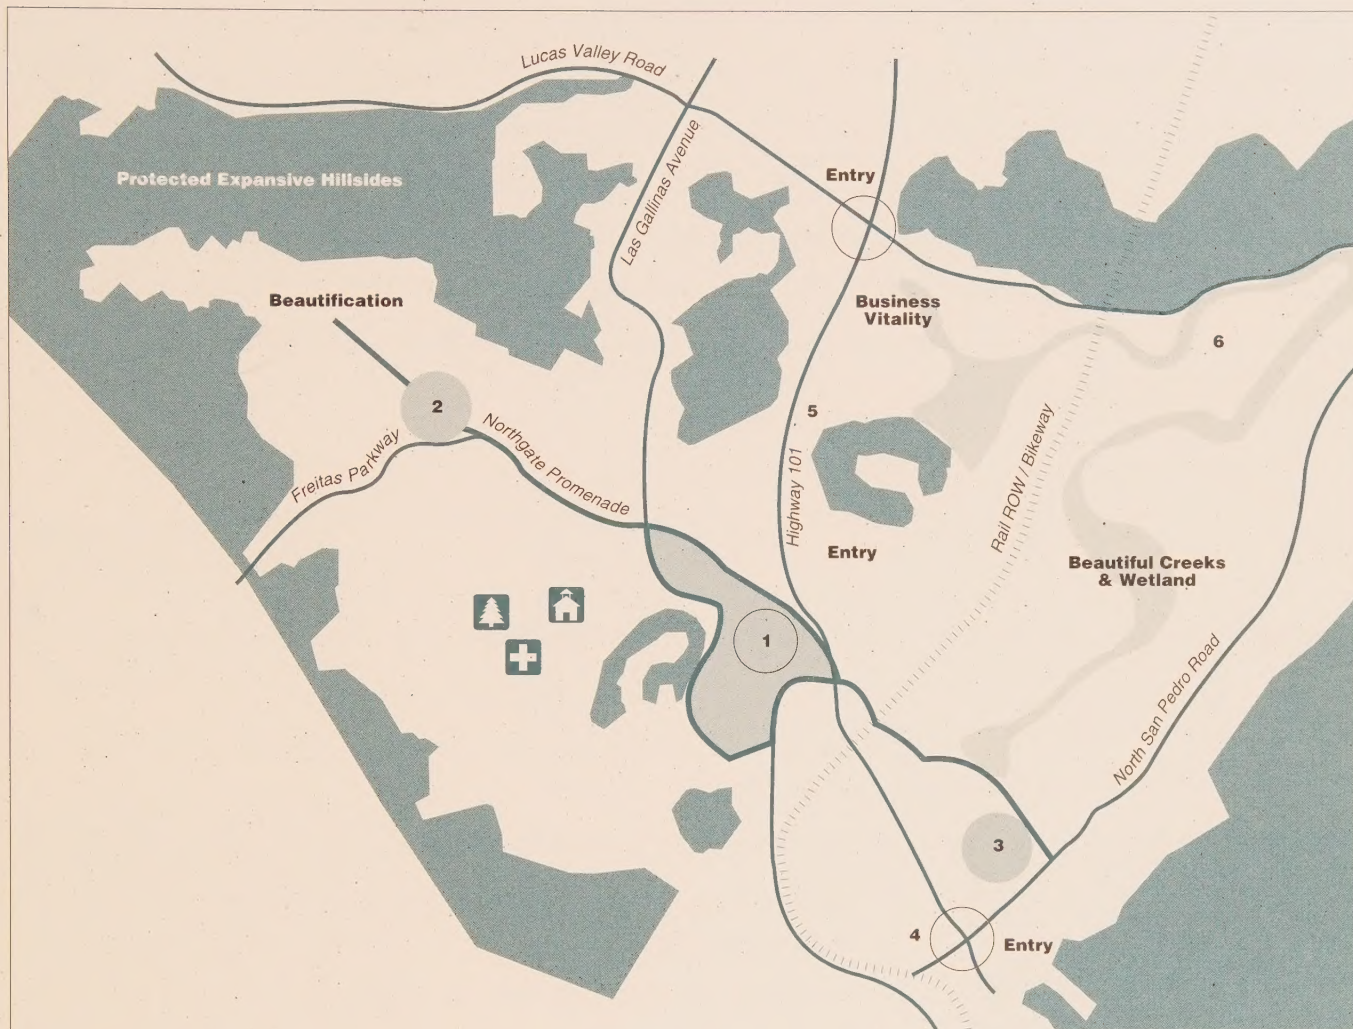 Lucas Valley Road
Protected Expansive Hillsides
Las Gallinas Avenue
Entry
Beautification
Business
Vitality
6
2
5
Northgate Promenade
Freitas Parkway
Highway 101
Rail ROW / Bikeway
Entry
Beautiful Creeks
& Wetland
1
North San Pedro Road
3
4
Entry